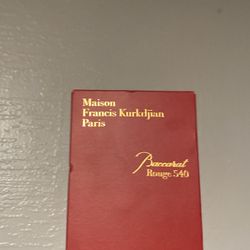 Maison
Francis Kurkdjian
Paris
Baccarat
Rouge 540